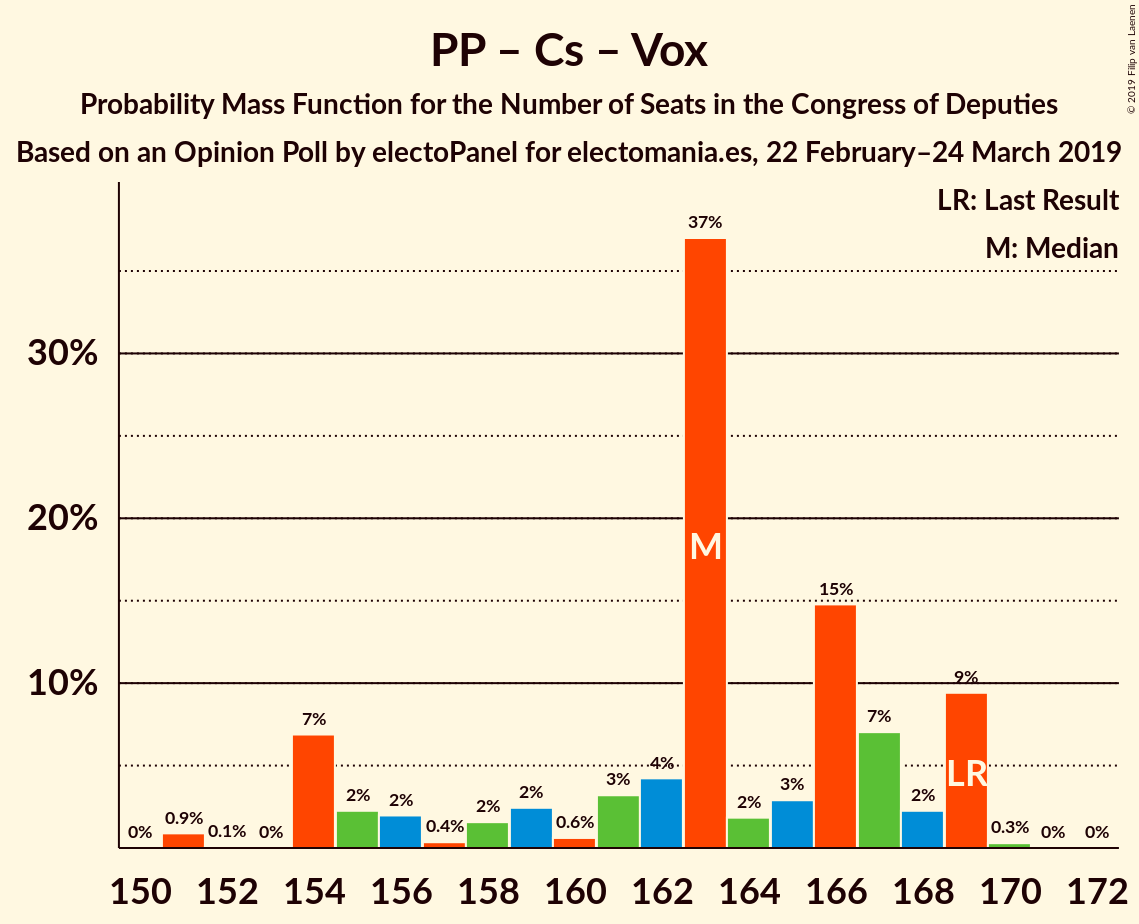 PP – Cs – Vox
Probability Mass Function for the Number of Seats in the Congress of Deputies
Based on an Opinion Poll by electoPanel for electomania.es, 22 February–24 March 2019
© 2019 Filip van Laenen
LR: Last Result
M: Median
30%
20%
10%
0% 0.9% 0.1% 0% 7% 2% 2% 0.4% 2% 2% 0.6% 3% 4% 37% 2% 3% 15% 7% 2% 9% 0.3% 0% 0%
M
LR
150 152 154 156 158 160 162 164 166 168 170 172